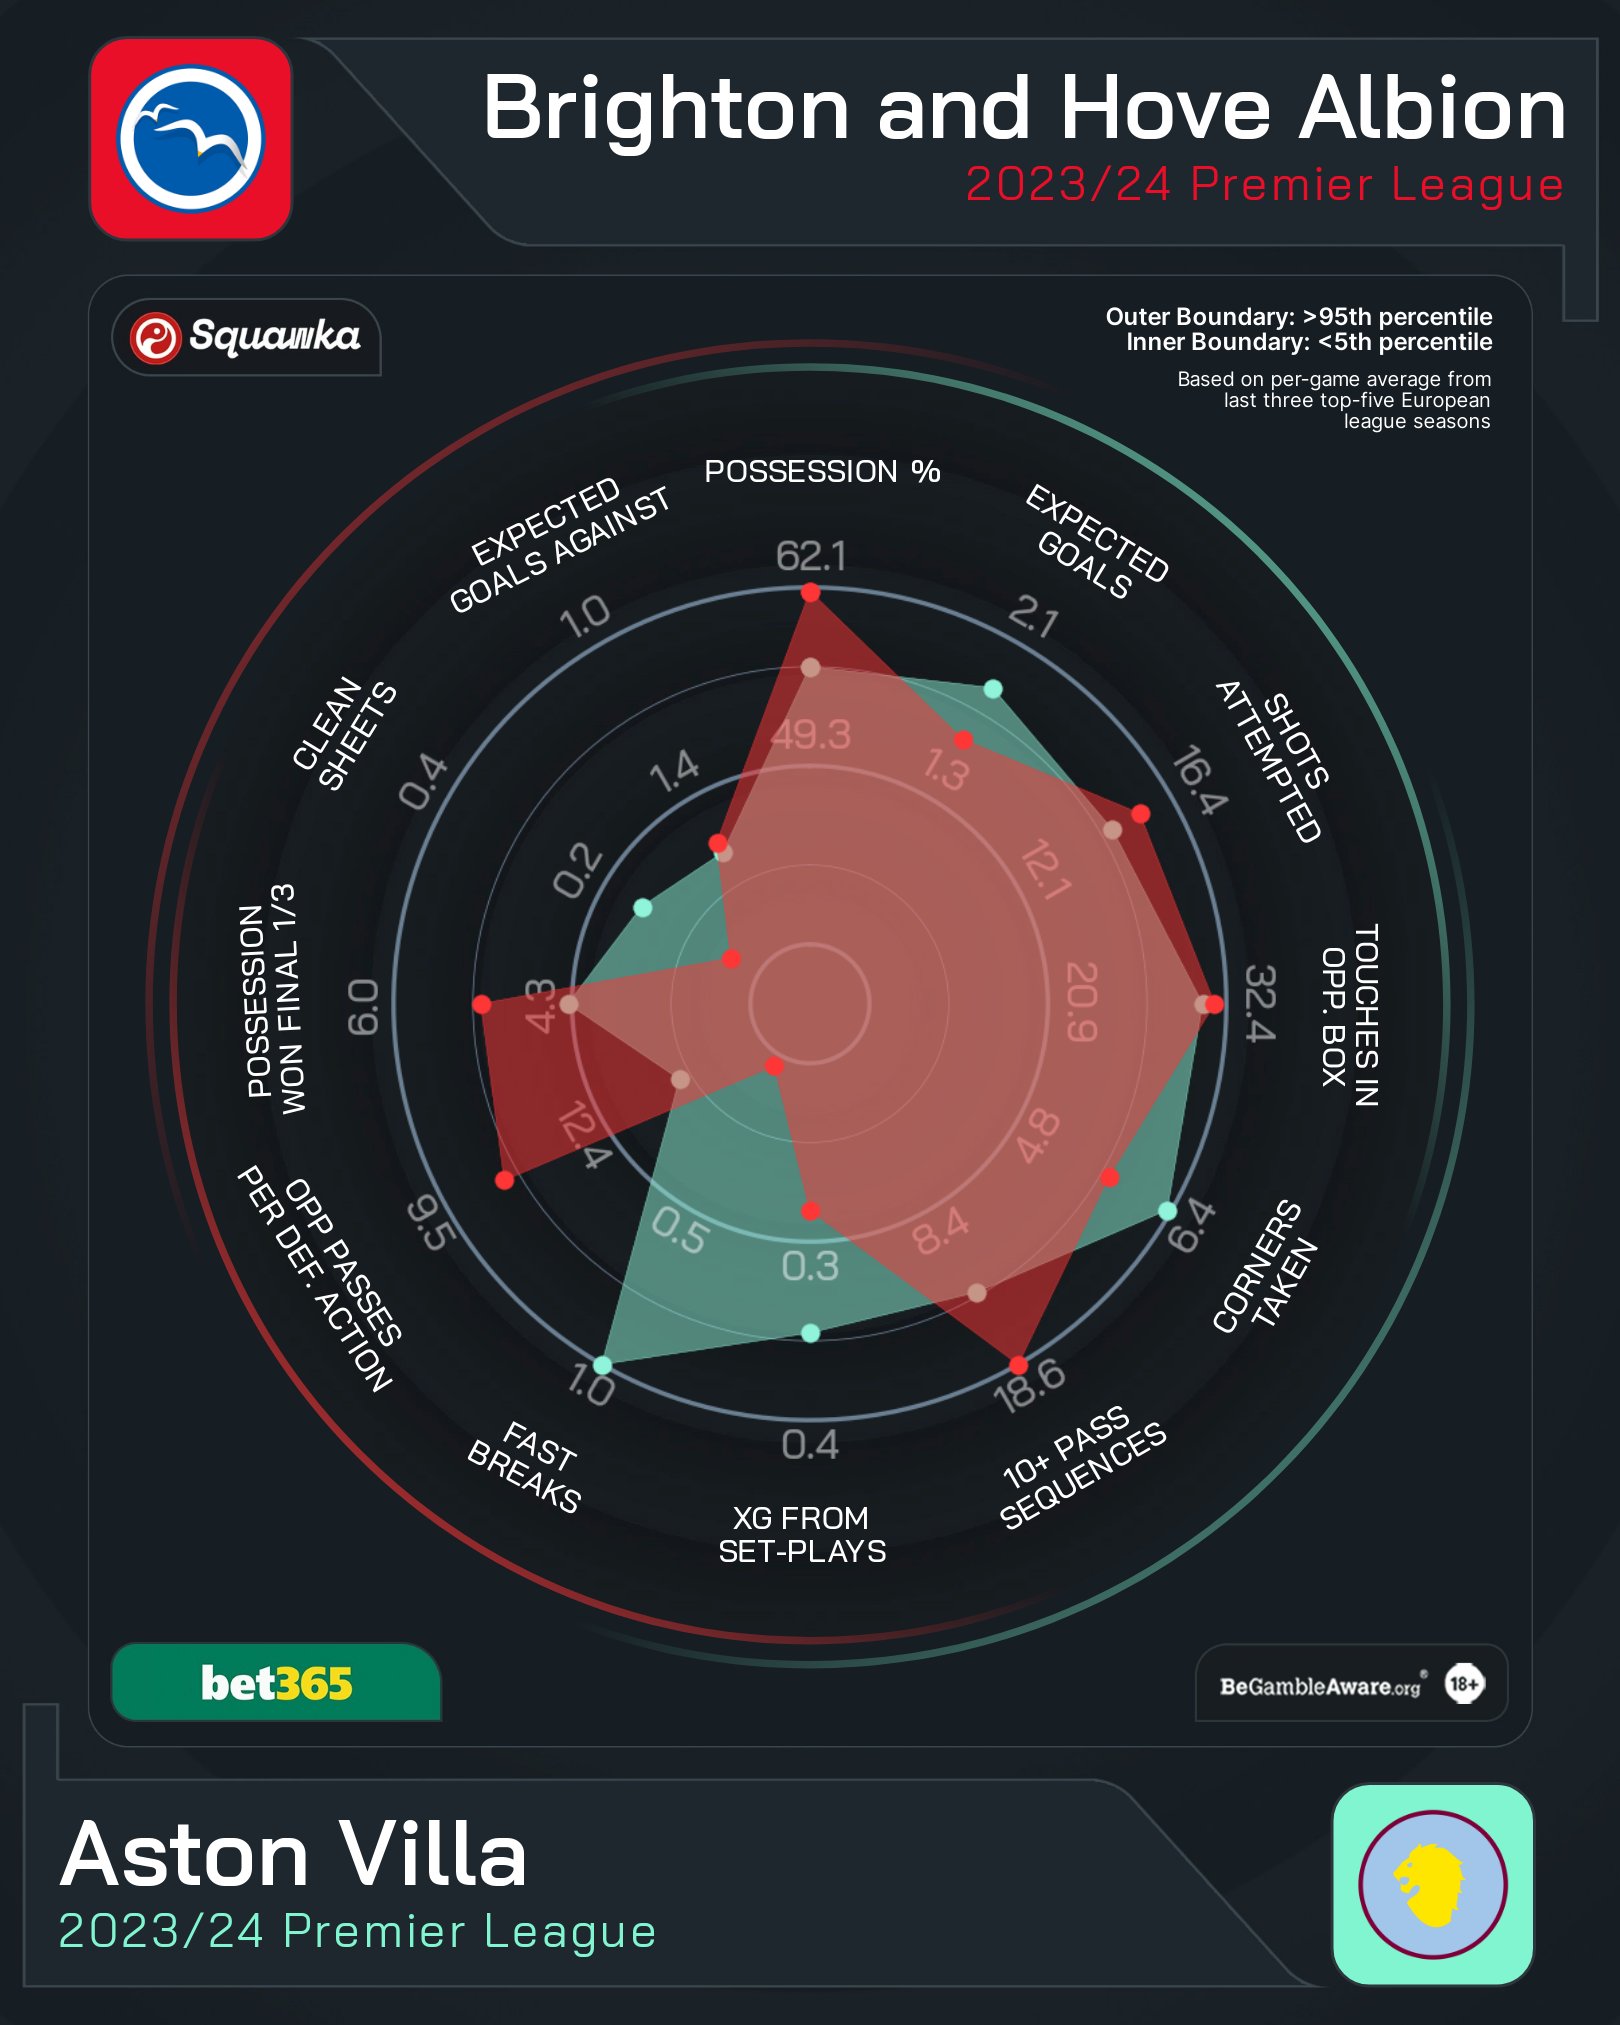 Brighton and Hove Albion
2023/24 Premier League
Squawka
Outer Boundary: >95th percentile
Inner Boundary: <5th percentile
Based on per-game average from
last three top-five European
league seasons
POSSESSION %
62.1
49.3
EXPECTED
GOALS
2.1
1.3
SHOTS
ATTEMPTED
16.4
12.1
TOUCHES IN
OPP. BOX
32.4
20.9
CORNERS
TAKEN
6.4
4.8
10+ PASS
SEQUENCES
18.6
8.4
XG FROM
SET-PLAYS
0.4
0.3
FAST
BREAKS
1.0
0.5
OPP PASSES
PER DEF. ACTION
9.5
12.4
POSSESSION
WON FINAL 1/3
6.0
4.3
CLEAN
SHEETS
0.4
0.2
EXPECTED
GOALS AGAINST
1.0
1.4
bet365
BeGambleAware.org®
18+
Aston Villa
2023/24 Premier League